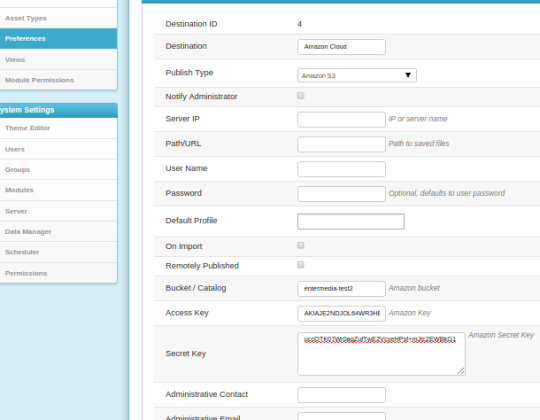 Asset Types
Preferences
Views
Module Permissions
ystem Settings
Theme Editor
Users
Groups
Modules
Server
Data Manager
Scheduler
Permissions
Destination ID 4
Destination Amazon Cloud
Publish Type Amazon S3
Notify Administrator
Server IP IP or server name
Path/URL Path to saved files
User Name
Password Optional, defaults to user password
Default Profile
On Import
Remotely Published
Bucket / Catalog entermedia-test2 Amazon bucket
Access Key Amazon Key
Secret Key Amazon Secret Key
Administrative Contact
Administrative Email